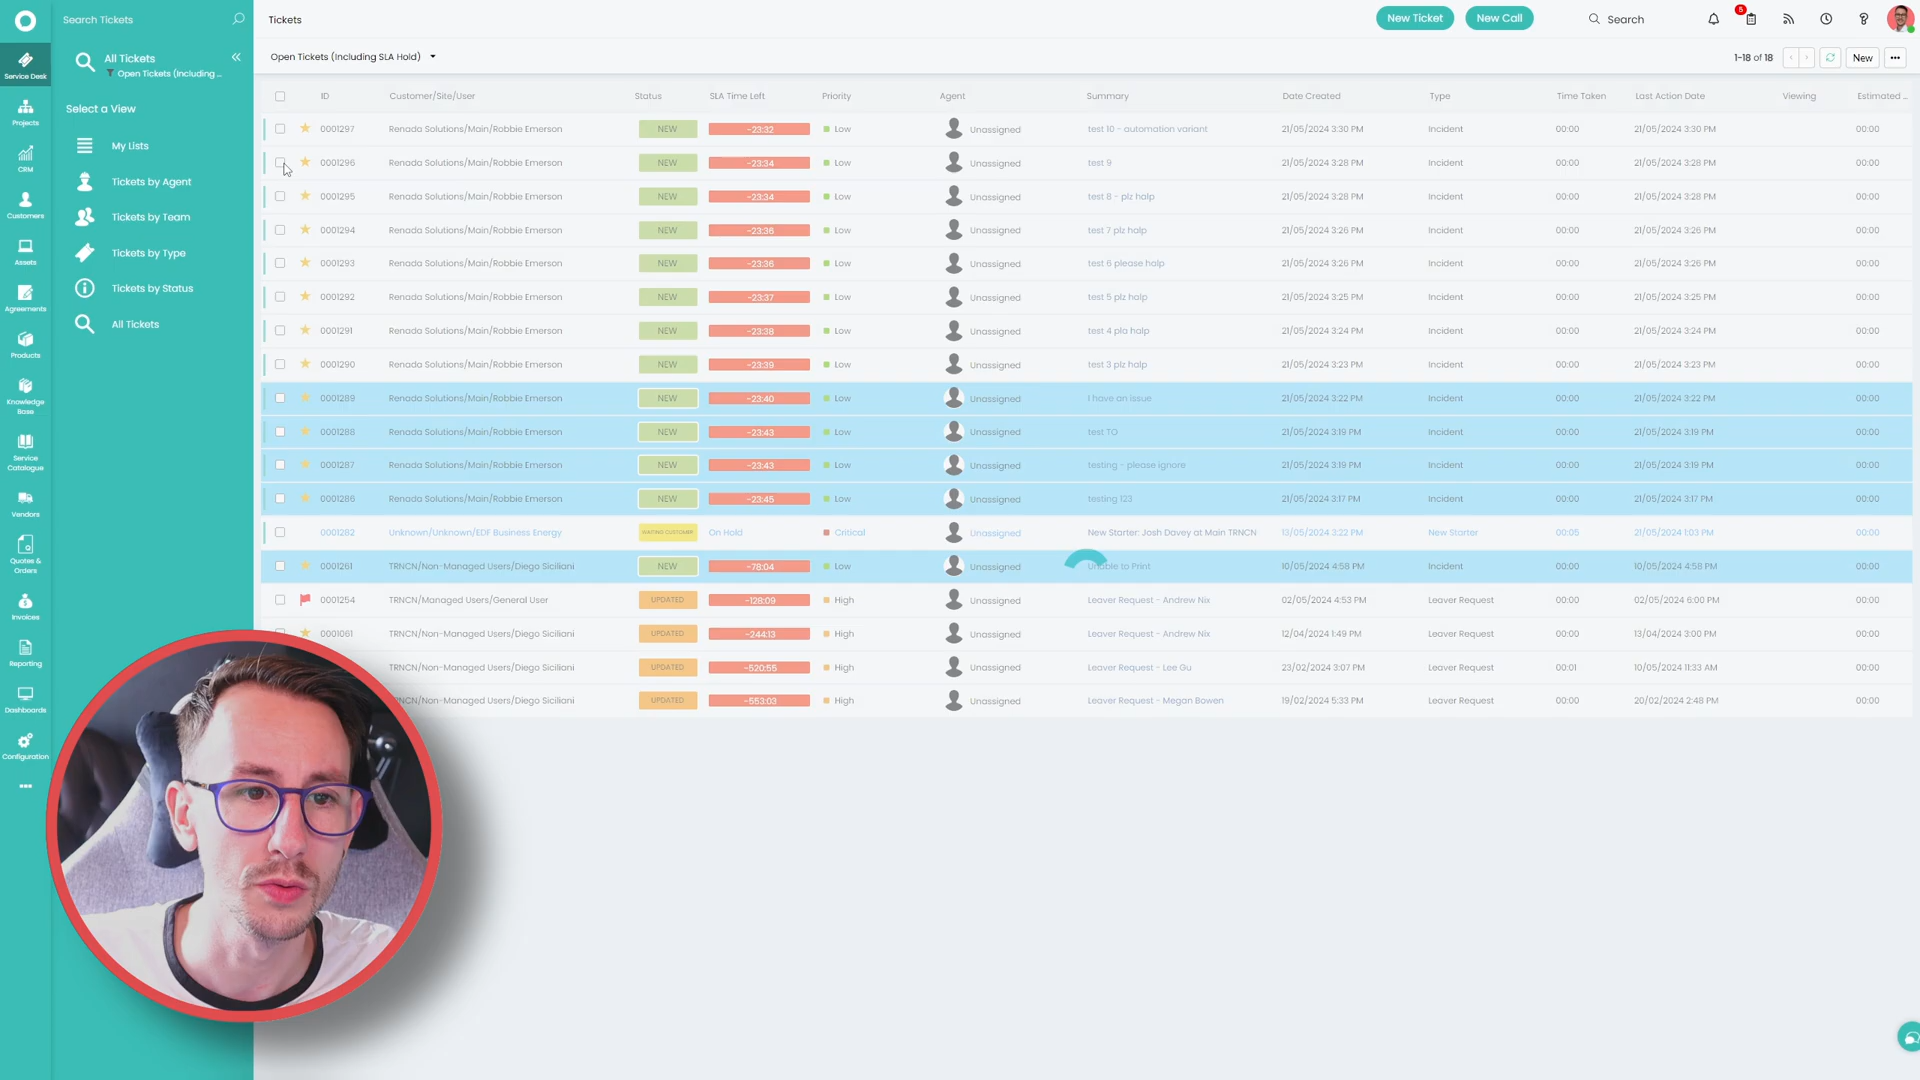 Search Tickets
Tickets
New Ticket
New Call
Search
5
All Tickets
Open Tickets (Including ...
Open Tickets (Including SLA Hold)
1-18 of 18
New
Select a View
My Lists
Tickets by Agent
Tickets by Team
Tickets by Type
Tickets by Status
All Tickets
Service Desk
Projects
CRM
Customers
Assets
Agreements
Products
Knowledge Base
Service Catalogue
Vendors
Quotes & Orders
Invoices
Reporting
Dashboards
Configuration
ID Customer/Site/User Status SLA Time Left Priority Agent Summary Date Created Type Time Taken Last Action Date Viewing Estimated ...
0001297 Renada Solutions/Main/Robbie Emerson NEW -23:32 Low Unassigned test 10 - automation variant 21/05/2024 3:30 PM Incident 00:00 21/05/2024 3:30 PM 00:00
0001296 Renada Solutions/Main/Robbie Emerson NEW -23:34 Low Unassigned test 9 21/05/2024 3:28 PM Incident 00:00 21/05/2024 3:28 PM 00:00
0001295 Renada Solutions/Main/Robbie Emerson NEW -23:34 Low Unassigned test 8 - plz halp 21/05/2024 3:28 PM Incident 00:00 21/05/2024 3:28 PM 00:00
0001294 Renada Solutions/Main/Robbie Emerson NEW -23:36 Low Unassigned test 7 plz halp 21/05/2024 3:26 PM Incident 00:00 21/05/2024 3:26 PM 00:00
0001293 Renada Solutions/Main/Robbie Emerson NEW -23:36 Low Unassigned test 6 please halp 21/05/2024 3:26 PM Incident 00:00 21/05/2024 3:26 PM 00:00
0001292 Renada Solutions/Main/Robbie Emerson NEW -23:37 Low Unassigned test 5 plz halp 21/05/2024 3:25 PM Incident 00:00 21/05/2024 3:25 PM 00:00
0001291 Renada Solutions/Main/Robbie Emerson NEW -23:38 Low Unassigned test 4 pla halp 21/05/2024 3:24 PM Incident 00:00 21/05/2024 3:24 PM 00:00
0001290 Renada Solutions/Main/Robbie Emerson NEW -23:39 Low Unassigned test 3 plz halp 21/05/2024 3:23 PM Incident 00:00 21/05/2024 3:23 PM 00:00
0001289 Renada Solutions/Main/Robbie Emerson NEW -23:40 Low Unassigned I have an issue 21/05/2024 3:22 PM Incident 00:00 21/05/2024 3:22 PM 00:00
0001288 Renada Solutions/Main/Robbie Emerson NEW -23:43 Low Unassigned test TO 21/05/2024 3:19 PM Incident 00:00 21/05/2024 3:19 PM 00:00
0001287 Renada Solutions/Main/Robbie Emerson NEW -23:43 Low Unassigned testing - please ignore 21/05/2024 3:19 PM Incident 00:00 21/05/2024 3:19 PM 00:00
0001286 Renada Solutions/Main/Robbie Emerson NEW -23:45 Low Unassigned testing 123 21/05/2024 3:17 PM Incident 00:00 21/05/2024 3:17 PM 00:00
0001282 Unknown/Unknown/EDF Business Energy WAITING CUSTOMER On Hold Critical Unassigned New Starter: Josh Davey at Main TRNCN 13/05/2024 3:22 PM New Starter 00:05 21/05/2024 1:03 PM 00:00
0001261 TRNCN/Non-Managed Users/Diego Siciliani NEW -78:04 Low Unassigned Unable to Print 10/05/2024 4:58 PM Incident 00:00 10/05/2024 4:58 PM 00:00
0001254 TRNCN/Managed Users/General User UPDATED -128:09 High Unassigned Leaver Request - Andrew Nix 02/05/2024 4:53 PM Leaver Request 00:00 02/05/2024 6:00 PM 00:00
0001061 TRNCN/Non-Managed Users/Diego Siciliani UPDATED -244:13 High Unassigned Leaver Request - Andrew Nix 12/04/2024 1:49 PM Leaver Request 00:00 13/04/2024 3:00 PM 00:00
TRNCN/Non-Managed Users/Diego Siciliani UPDATED -520:55 High Unassigned Leaver Request - Lee Gu 23/02/2024 3:07 PM Leaver Request 00:01 10/05/2024 11:33 AM 00:00
TRNCN/Non-Managed Users/Diego Siciliani UPDATED -553:03 High Unassigned Leaver Request - Megan Bowen 19/02/2024 5:33 PM Leaver Request 00:00 20/02/2024 2:48 PM 00:00